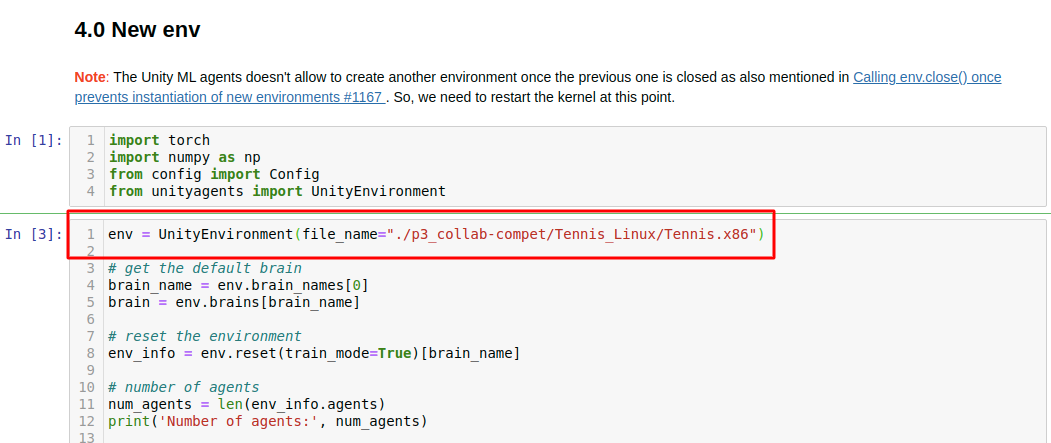 4.0 New env
Note: The Unity ML agents doesn't allow to create another environment once the previous one is closed as also mentioned in Calling env.close() once
prevents instantiation of new environments #1167 . So, we need to restart the kernel at this point.
In [1]:
1 import torch
2 import numpy as np
3 from config import Config
4 from unityagents import UnityEnvironment
In [3]:
1 env = UnityEnvironment(file_name="./p3_collab-compet/Tennis_Linux/Tennis.x86")
2
3 # get the default brain
4 brain_name = env.brain_names[0]
5 brain = env.brains[brain_name]
6
7 # reset the environment
8 env_info = env.reset(train_mode=True)[brain_name]
9
10 # number of agents
11 num_agents = len(env_info.agents)
12 print('Number of agents:', num_agents)
13